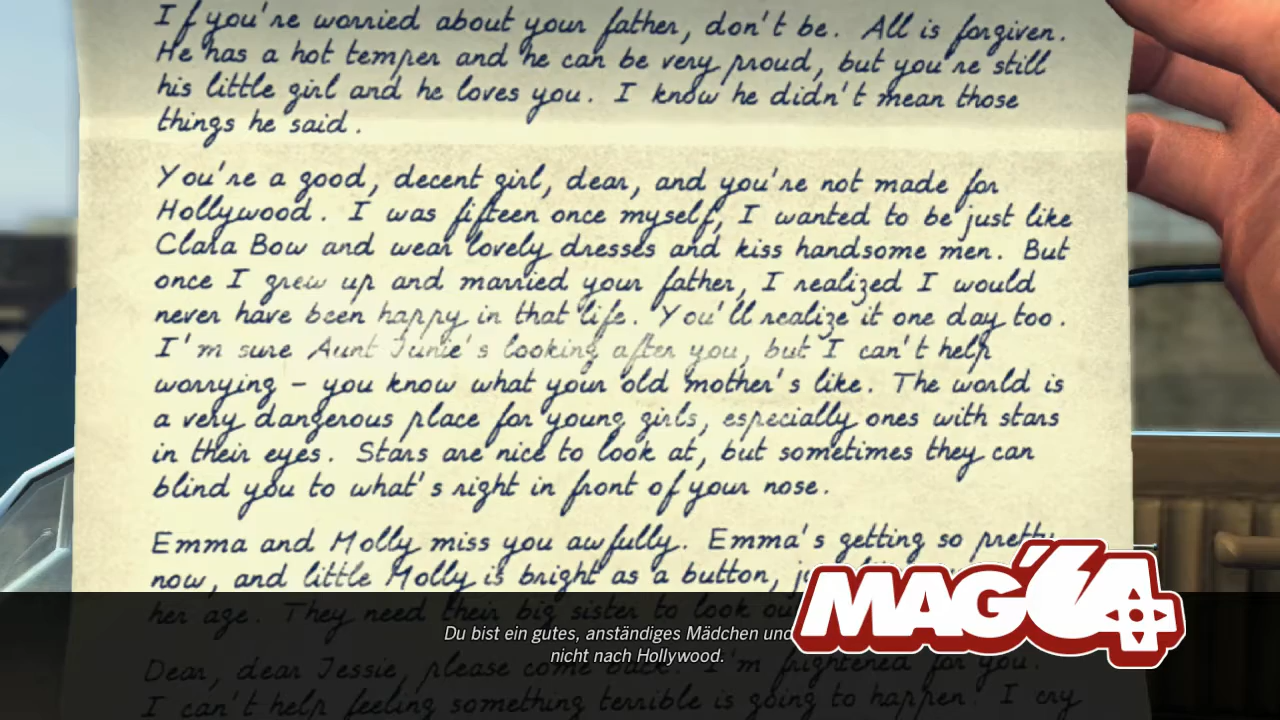 If you're worried about your father, don't be. All is forgiven.
He has a hot temper and he can be very proud, but you're still
his little girl and he loves you. I know he didn't mean those
things he said.
You're a good, decent girl, dear, and you're not made for
Hollywood. I was fifteen once myself, I wanted to be just like
Clara Bow and wear lovely dresses and kiss handsome men. But
once I grew up and married your father, I realized I would
never have been happy in that life. You'll realize it one day too.
I'm sure Aunt Junie's looking after you, but I can't help
worrying - you know what your old mother's like. The world is
a very dangerous place for young girls, especially ones with stars
in their eyes. Stars are nice to look at, but sometimes they can
blind you to what's right in front of your nose.
Emma and Molly miss you awfully. Emma's getting so pretty
now, and little Molly is bright as a button,
her age. They need their big sister to look
Dear, dear Jessie, please come back. I'm frightened for you.
I can't help feeling something terrible is going to happen. I cry
Du bist ein gutes, anständiges Mädchen und
nicht nach Hollywood.
MAG64